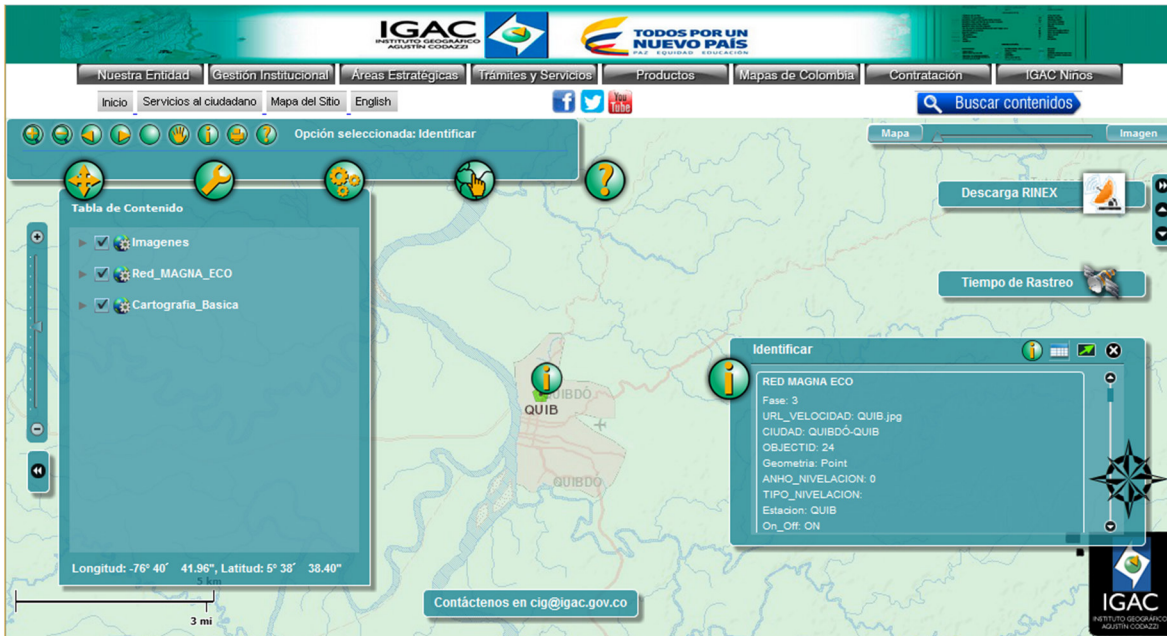 IGAC
INSTITUTO GEOGRÁFICO
AGUSTÍN CODAZZI
TODOS POR UN
NUEVO PAÍS
PAZ EQUIDAD EDUCACIÓN
Nuestra Entidad Gestión Institucional Áreas Estratégicas Trámites y Servicios Productos Mapas de Colombia Contratación IGAC Ninos
Inicio Servicios al ciudadano Mapa del Sitio English
You Tube
Buscar contenidos
Opción seleccionada: Identificar
Mapa Imagen
Descarga RINEX
Tabla de Contenido
Imagenes
Red_MAGNA_ECO
Cartografia_Basica
Tiempo de Rastreo
Identificar
RED MAGNA ECO
Fase: 3
URL_VELOCIDAD: QUIB.jpg
CIUDAD: QUIBDÓ-QUIB
OBJECTID: 24
Geometria: Point
ANHO_NIVELACION: 0
TIPO_NIVELACION:
Estacion: QUIB
On_Off: ON
QUIBDÓ
QUIB
QUIBDÓ
Longitud: -76º 40´ 41.96", Latitud: 5º 38´ 38.40"
5 km
3 mi
Contáctenos en cig@igac.gov.co
IGAC
INSTITUTO GEOGRÁFICO
AGUSTÍN CODAZZI